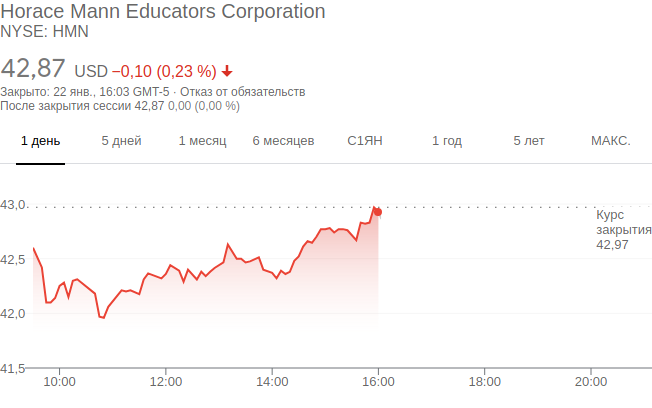 Horace Mann Educators Corporation
NYSE: HMN
42,87 USD −0,10 (0,23 %)
Закрыто: 22 янв., 16:03 GMT-5 · Отказ от обязательств
После закрытия сессии 42,87 0,00 (0,00 %)
1 день 5 дней 1 месяц 6 месяцев С1ЯН 1 год 5 лет МАКС.
43,0
Курс
закрытия
42,97
42,5
42,0
41,5
10:00 12:00 14:00 16:00 18:00 20:00